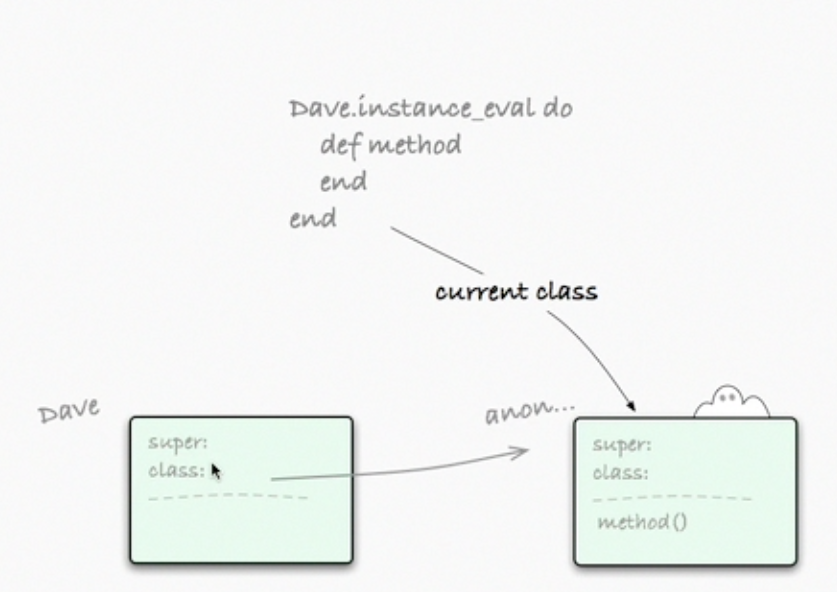 Dave.instance_eval do
def method
end
end
current class
Dave
anon...
super:
class:
super:
class:
method()